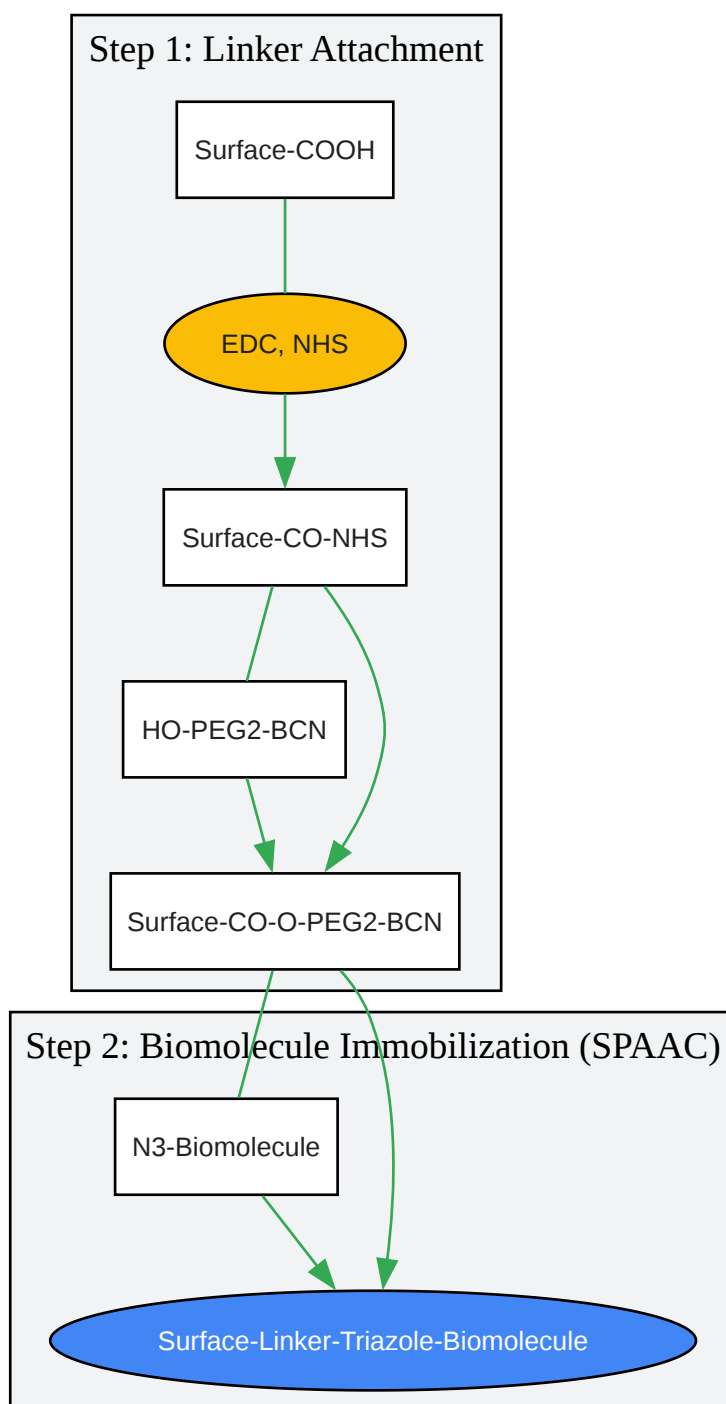 Step 1: Linker Attachment
Surface-COOH
EDC, NHS
Surface-CO-NHS
HO-PEG2-BCN
Surface-CO-O-PEG2-BCN
Step 2: Biomolecule Immobilization (SPAAC)
N3-Biomolecule
Surface-Linker-Triazole-Biomolecule